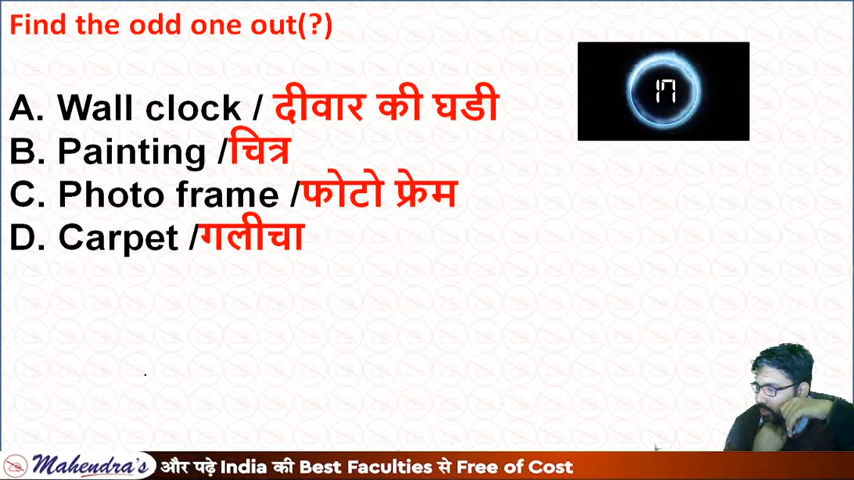 Find the odd one out(?)
17
A. Wall clock / दीवार की घडी
B. Painting /चित्र
C. Photo frame /फोटो फ्रेम
D. Carpet /गलीचा
Mahendra's और पढ़े India की Best Faculties से Free of Cost